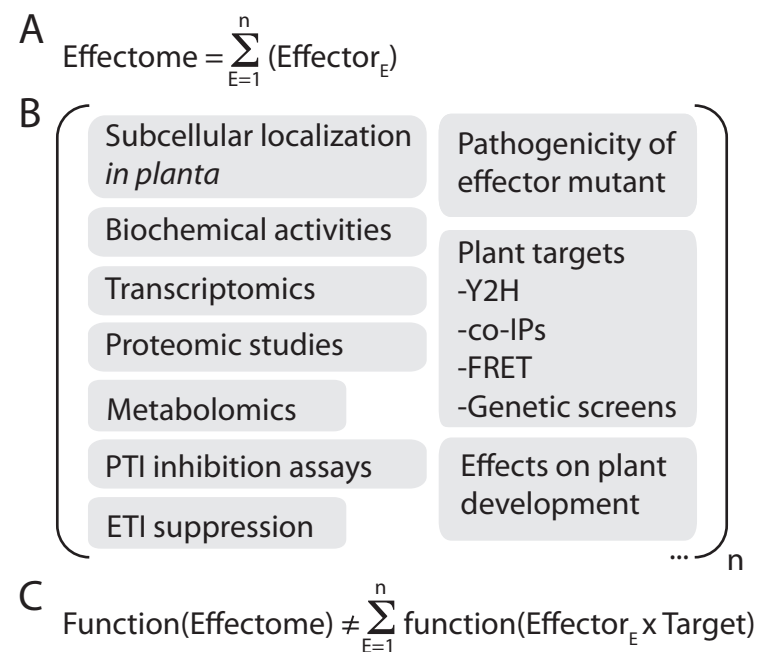 A
Effectome = n Σ E=1 (Effector_E)
B
Subcellular localization
in planta
Biochemical activities
Transcriptomics
Proteomic studies
Metabolomics
PTI inhibition assays
ETI suppression
Pathogenicity of
effector mutant
Plant targets
-Y2H
-co-IPs
-FRET
-Genetic screens
Effects on plant
development
...
n
C
Function(Effectome) ≠ n Σ E=1 function(Effector_E x Target)